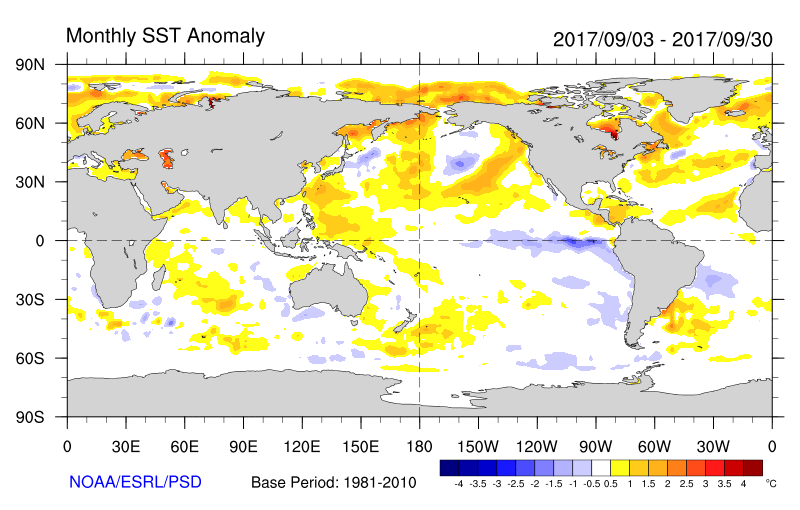 Monthly SST Anomaly
2017/09/03 - 2017/09/30
90N
60N
30N
0
30S
60S
90S
0 30E 60E 90E 120E 150E 180 150W 120W 90W 60W 30W 0
NOAA/ESRL/PSD
Base Period: 1981-2010
-4 -3.5 -3 -2.5 -2 -1.5 -1 -0.5 0.5 1 1.5 2 2.5 3 3.5 4 °C